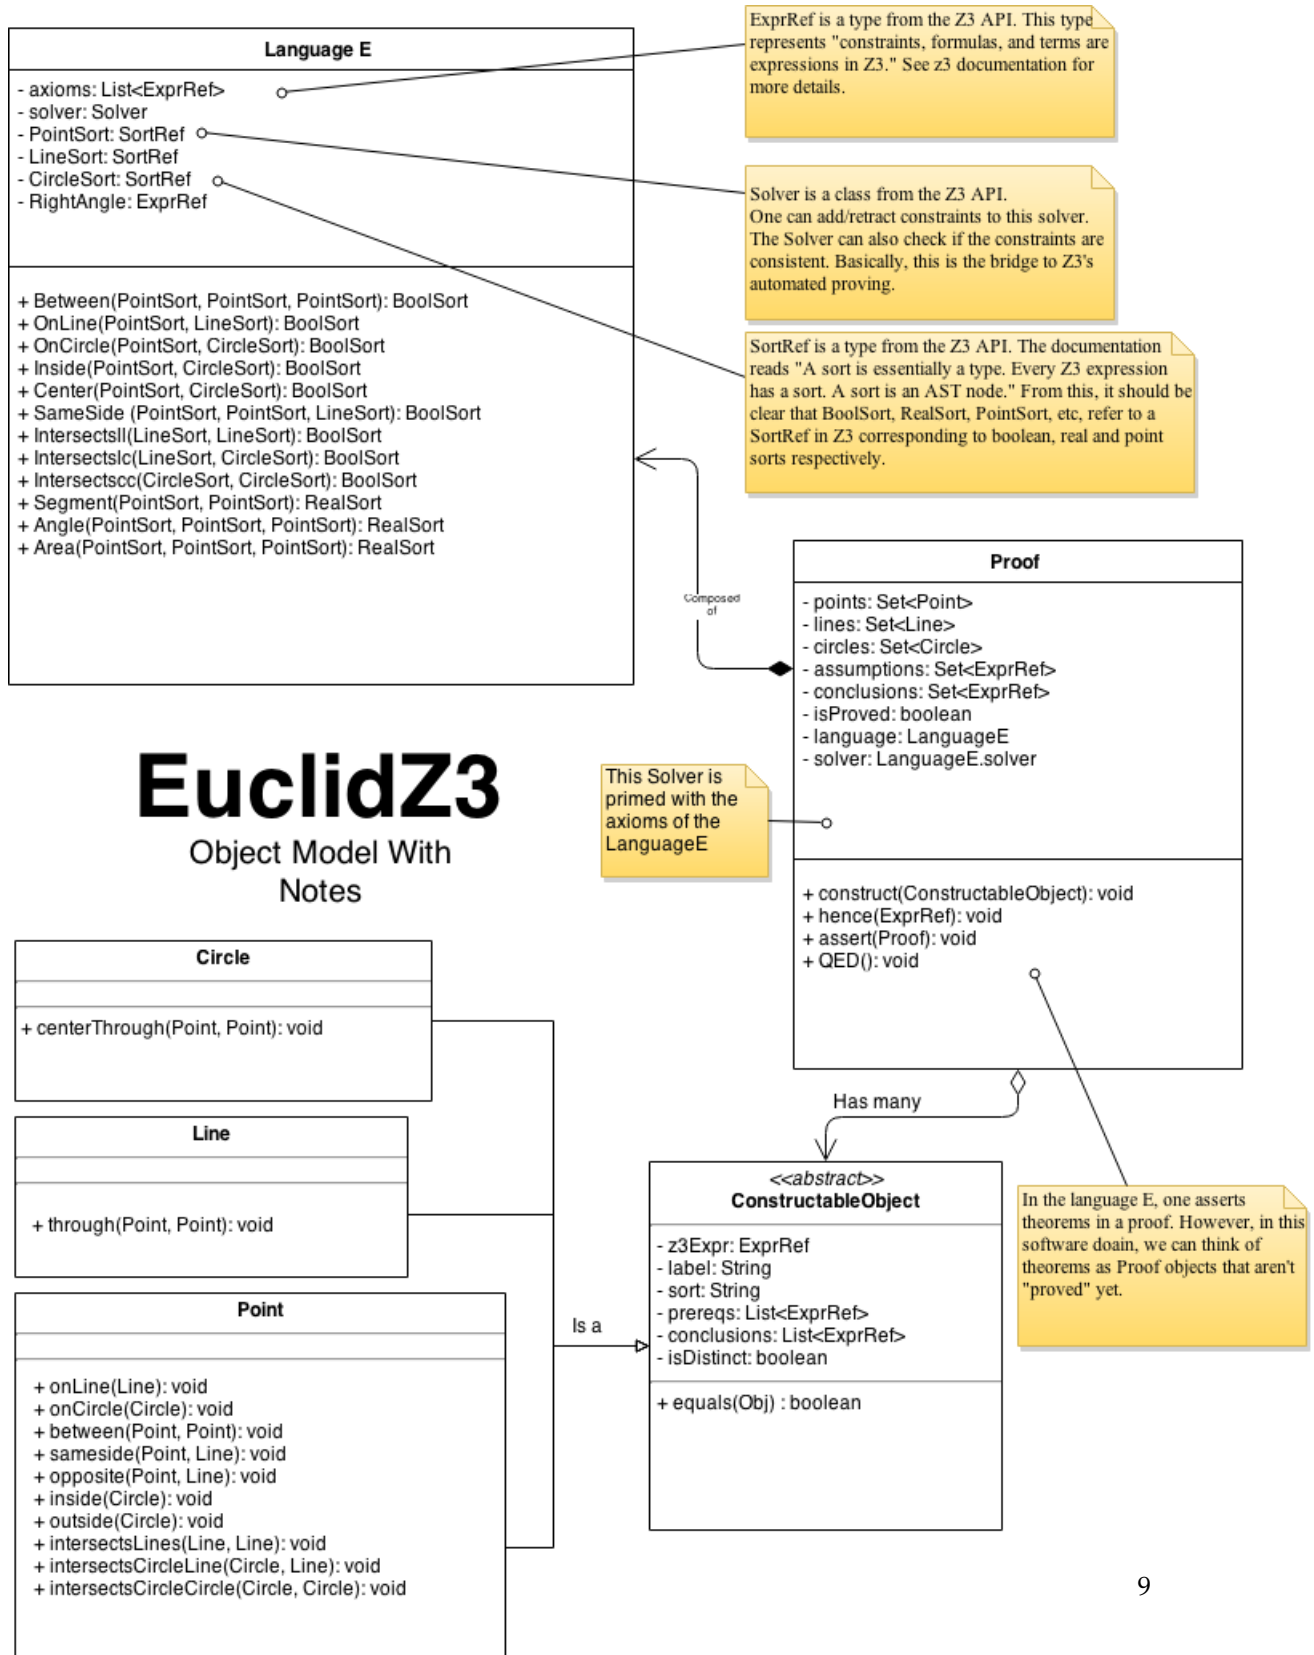 Language E
- axioms: List<ExprRef>
- solver: Solver
- PointSort: SortRef
- LineSort: SortRef
- CircleSort: SortRef
- RightAngle: ExprRef
+ Between(PointSort, PointSort, PointSort): BoolSort
+ OnLine(PointSort, LineSort): BoolSort
+ OnCircle(PointSort, CircleSort): BoolSort
+ Inside(PointSort, CircleSort): BoolSort
+ Center(PointSort, CircleSort): BoolSort
+ SameSide (PointSort, PointSort, LineSort): BoolSort
+ Intersectsll(LineSort, LineSort): BoolSort
+ Intersectslc(LineSort, CircleSort): BoolSort
+ Intersectscc(CircleSort, CircleSort): BoolSort
+ Segment(PointSort, PointSort): RealSort
+ Angle(PointSort, PointSort, PointSort): RealSort
+ Area(PointSort, PointSort, PointSort): RealSort
ExprRef is a type from the Z3 API. This type
represents "constraints, formulas, and terms are
expressions in Z3." See z3 documentation for
more details.
Solver is a class from the Z3 API.
One can add/retract constraints to this solver.
The Solver can also check if the constraints are
consistent. Basically, this is the bridge to Z3's
automated proving.
SortRef is a type from the Z3 API. The documentation
reads "A sort is essentially a type. Every Z3 expression
has a sort. A sort is an AST node." From this, it should be
clear that BoolSort, RealSort, PointSort, etc, refer to a
SortRef in Z3 corresponding to boolean, real and point
sorts respectively.
Composed
of
Proof
- points: Set<Point>
- lines: Set<Line>
- circles: Set<Circle>
- assumptions: Set<ExprRef>
- conclusions: Set<ExprRef>
- isProved: boolean
- language: LanguageE
- solver: LanguageE.solver
+ construct(ConstructableObject): void
+ hence(ExprRef): void
+ assert(Proof): void
+ QED(): void
This Solver is
primed with the
axioms of the
LanguageE
EuclidZ3
Object Model With
Notes
Circle
+ centerThrough(Point, Point): void
Line
+ through(Point, Point): void
Point
+ onLine(Line): void
+ onCircle(Circle): void
+ between(Point, Point): void
+ sameside(Point, Line): void
+ opposite(Point, Line): void
+ inside(Circle): void
+ outside(Circle): void
+ intersectsLines(Line, Line): void
+ intersectsCircleLine(Circle, Line): void
+ intersectsCircleCircle(Circle, Circle): void
Is a
Has many
<<abstract>>
ConstructableObject
- z3Expr: ExprRef
- label: String
- sort: String
- prereqs: List<ExprRef>
- conclusions: List<ExprRef>
- isDistinct: boolean
+ equals(Obj) : boolean
In the language E, one asserts
theorems in a proof. However, in this
software doain, we can think of
theorems as Proof objects that aren't
"proved" yet.
9